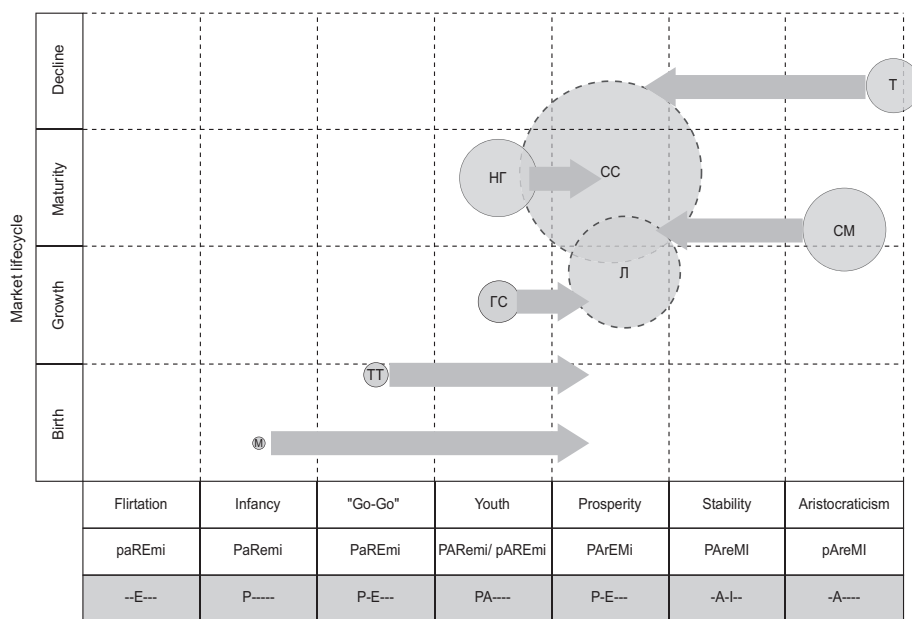 Market lifecycle
Decline
Maturity
Growth
Birth
Т
НГ
СС
СМ
Л
ГС
ТТ
М
Flirtation Infancy "Go-Go" Youth Prosperity Stability Aristocraticism
paREmi PaRemi PaREmi PARemi/ pAREmi PArEMi PAreMI pAreMI
--E--- P----- P-E--- PA---- P-E--- -A-I-- -A----